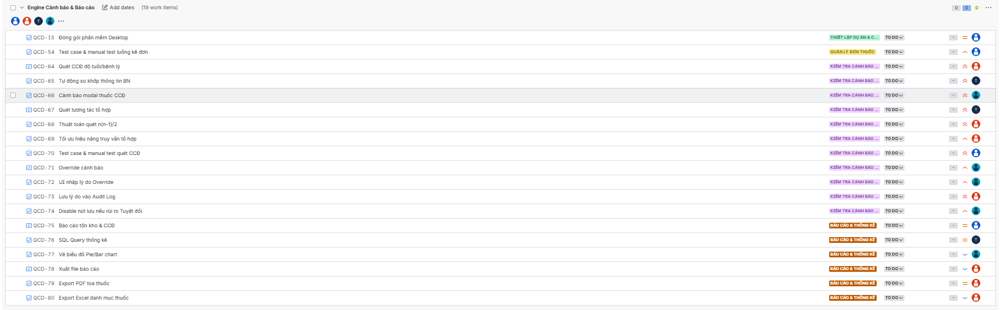 Engine Cảnh báo & Báo cáo Add dates (19 work items) 0 0 0 ...
T ...
QCD-15 Đóng gói phần mềm Desktop THIẾT LẬP DỰ ÁN & C... TO DO -
QCD-54 Test case & manual test luồng kê đơn QUẢN LÝ ĐƠN THUỐC TO DO -
QCD-64 Quét CCĐ độ tuổi/bệnh lý KIỂM TRA CẢNH BÁO ... TO DO -
QCD-65 Tự động so khớp thông tin BN KIỂM TRA CẢNH BÁO ... TO DO - T
QCD-66 Cảnh báo modal thuốc CCĐ KIỂM TRA CẢNH BÁO ... TO DO -
QCD-67 Quét tương tác tổ hợp KIỂM TRA CẢNH BÁO ... TO DO - T
QCD-68 Thuật toán quét n(n-1)/2 KIỂM TRA CẢNH BÁO ... TO DO -
QCD-69 Tối ưu hiệu năng truy vấn tổ hợp KIỂM TRA CẢNH BÁO ... TO DO -
QCD-70 Test case & manual test quét CCĐ KIỂM TRA CẢNH BÁO ... TO DO -
QCD-71 Override cảnh báo KIỂM TRA CẢNH BÁO ... TO DO -
QCD-72 UI nhập lý do Override KIỂM TRA CẢNH BÁO ... TO DO -
QCD-73 Lưu lý do vào Audit Log KIỂM TRA CẢNH BÁO ... TO DO -
QCD-74 Disable nút lưu nếu rủi ro Tuyệt đối KIỂM TRA CẢNH BÁO ... TO DO -
QCD-75 Báo cáo tồn kho & CCĐ BÁO CÁO & THỐNG KÊ TO DO -
QCD-76 SQL Query thống kê BÁO CÁO & THỐNG KÊ TO DO - T
QCD-77 Vẽ biểu đồ Pie/Bar chart BÁO CÁO & THỐNG KÊ TO DO -
QCD-78 Xuất file báo cáo BÁO CÁO & THỐNG KÊ TO DO -
QCD-79 Export PDF toa thuốc BÁO CÁO & THỐNG KÊ TO DO -
QCD-80 Export Excel danh mục thuốc BÁO CÁO & THỐNG KÊ TO DO -